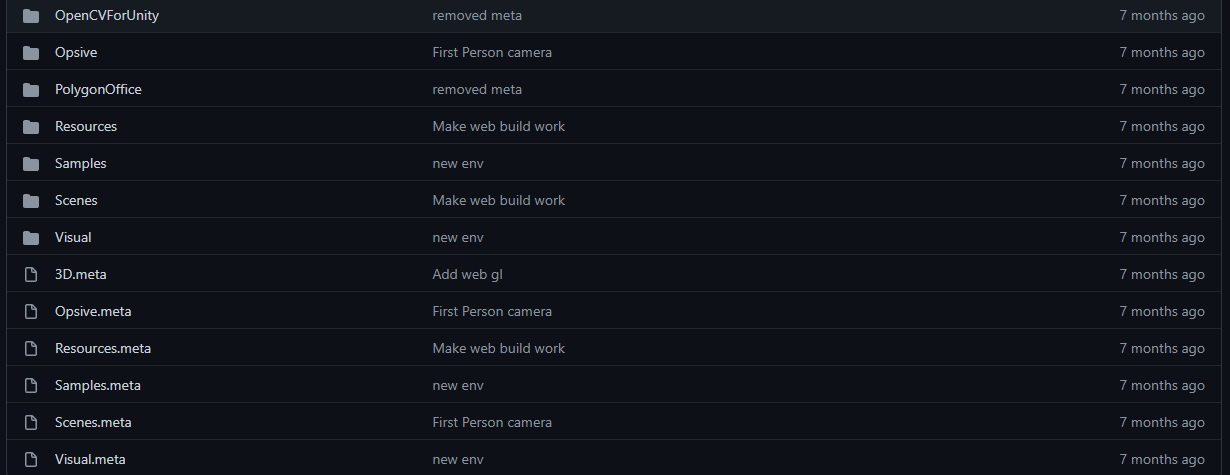 OpenCVForUnity removed meta 7 months ago
Opsive First Person camera 7 months ago
PolygonOffice removed meta 7 months ago
Resources Make web build work 7 months ago
Samples new env 7 months ago
Scenes Make web build work 7 months ago
Visual new env 7 months ago
3D.meta Add web gl 7 months ago
Opsive.meta First Person camera 7 months ago
Resources.meta Make web build work 7 months ago
Samples.meta new env 7 months ago
Scenes.meta First Person camera 7 months ago
Visual.meta new env 7 months ago